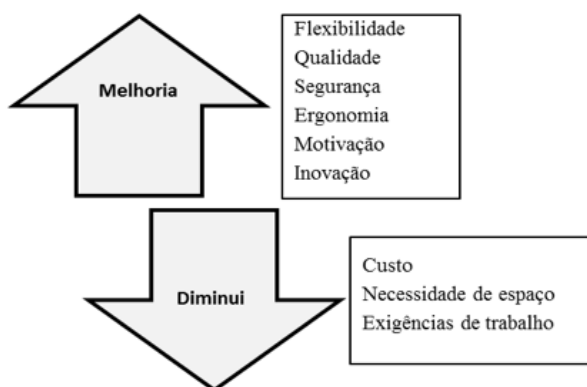 Melhoria
Flexibilidade
Qualidade
Segurança
Ergonomia
Motivação
Inovação
Diminui
Custo
Necessidade de espaço
Exigências de trabalho